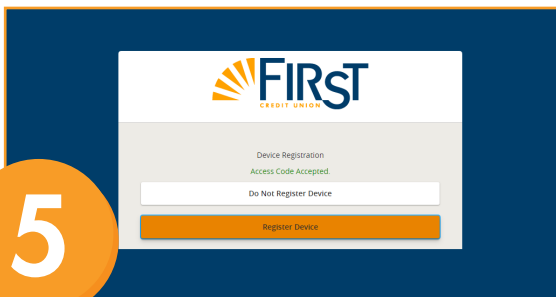 FIRST
CREDIT UNION
Device Registration
Access Code Accepted.
Do Not Register Device
Register Device
5